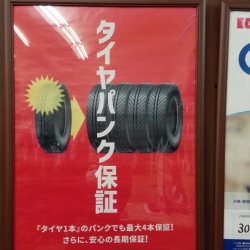 タイヤパンク保証
『タイヤ1本』のパンクでも最大4本保証!
さらに、安心の長期保証!